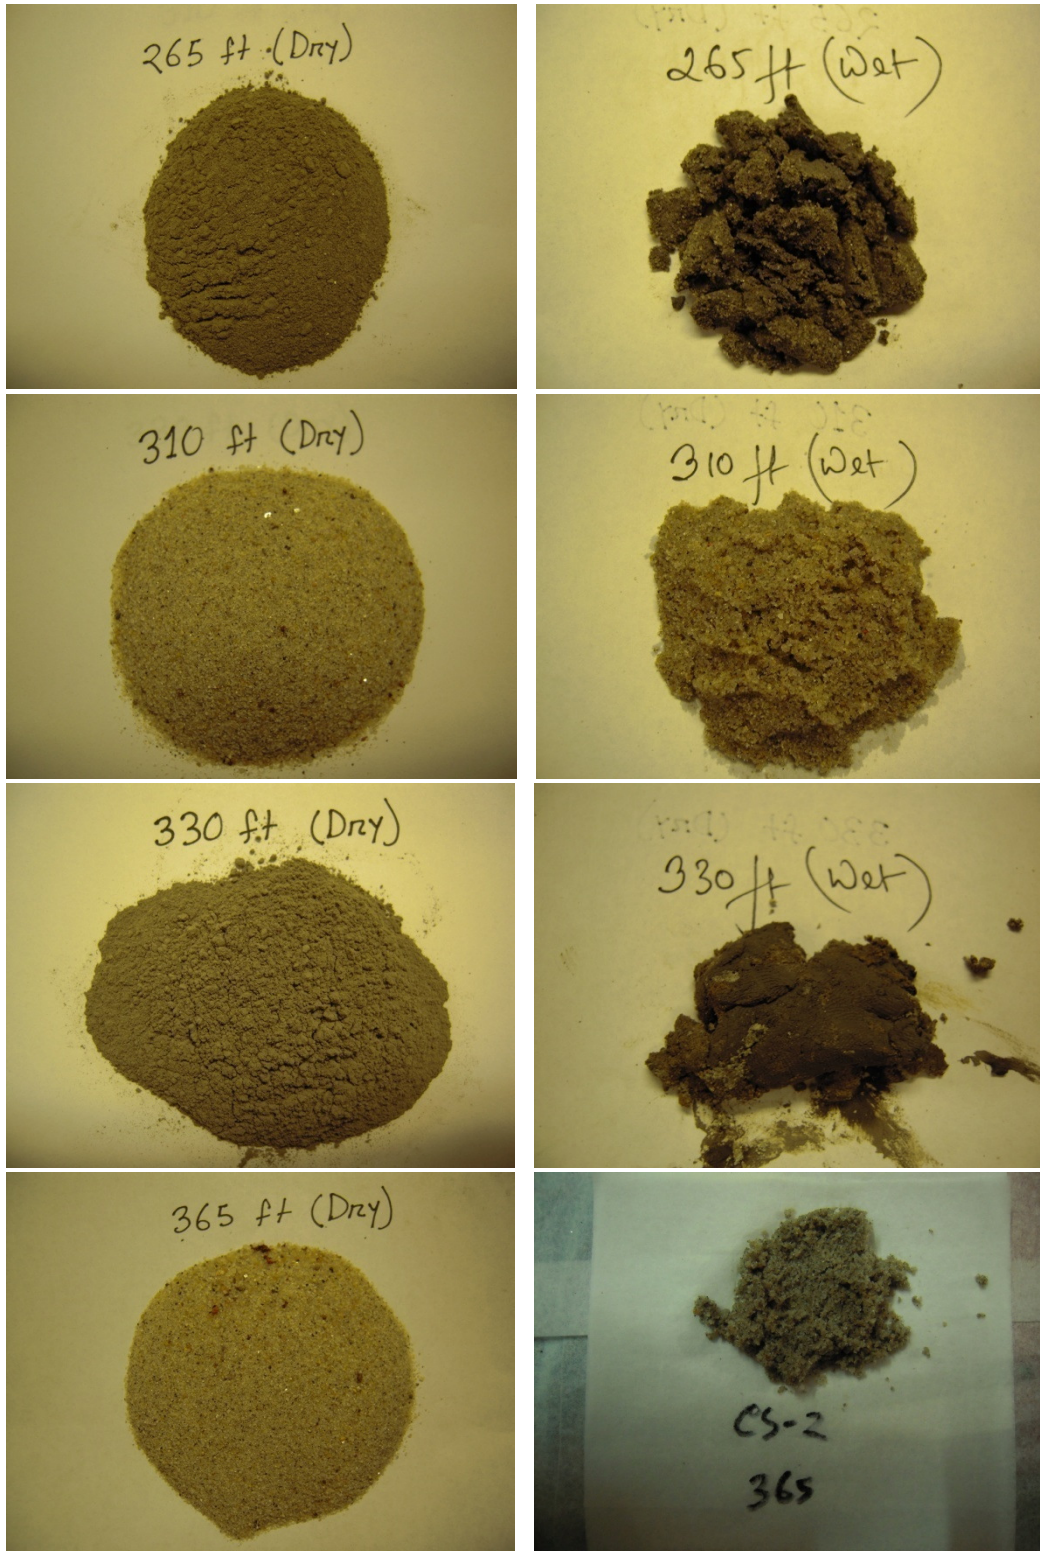 265 ft (Dry)
265 ft (Wet)
310 ft (Dry)
310 ft (Wet)
330 ft (Dry)
330 ft (Wet)
365 ft (Dry)
CS-2
365